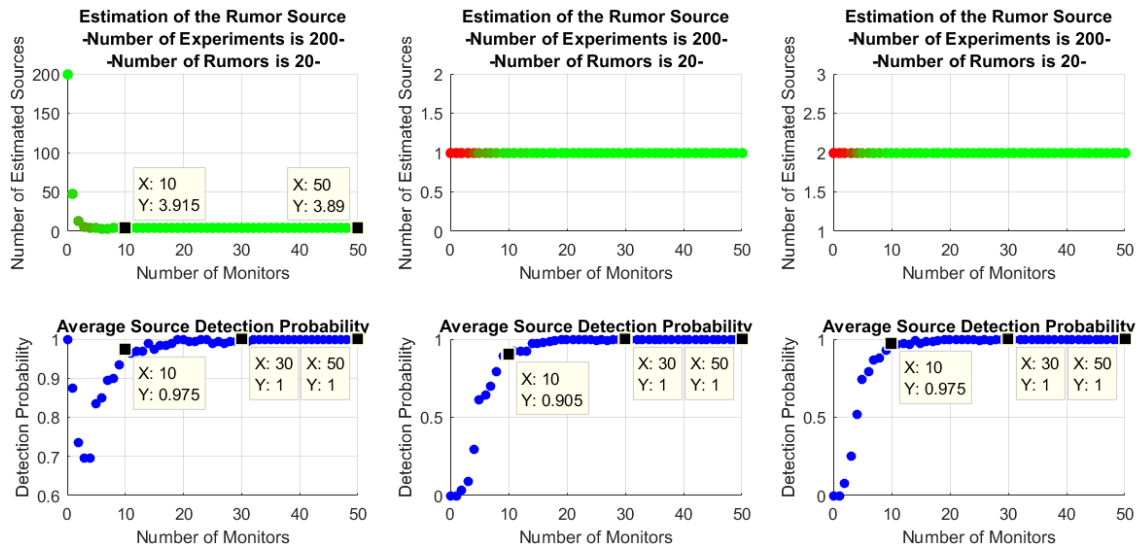 Estimation of the Rumor Source
-Number of Experiments is 200-
-Number of Rumors is 20-
Number of Estimated Sources
200
150
100
50
0
X: 10
Y: 3.915
X: 50
Y: 3.89
0 10 20 30 40 50
Number of Monitors
Estimation of the Rumor Source
-Number of Experiments is 200-
-Number of Rumors is 20-
Number of Estimated Sources
2
1.5
1
0.5
0
0 10 20 30 40 50
Number of Monitors
Estimation of the Rumor Source
-Number of Experiments is 200-
-Number of Rumors is 20-
Number of Estimated Sources
3
2.5
2
1.5
1
0 10 20 30 40 50
Number of Monitors
Average Source Detection Probability
Detection Probability
1
0.9
0.8
0.7
0.6
X: 10
Y: 0.975
X: 30
Y: 1
X: 50
Y: 1
0 10 20 30 40 50
Number of Monitors
Average Source Detection Probability
Detection Probability
1
0.5
0
X: 10
Y: 0.905
X: 30
Y: 1
X: 50
Y: 1
0 10 20 30 40 50
Number of Monitors
Average Source Detection Probability
Detection Probability
1
0.5
0
X: 10
Y: 0.975
X: 30
Y: 1
X: 50
Y: 1
0 10 20 30 40 50
Number of Monitors